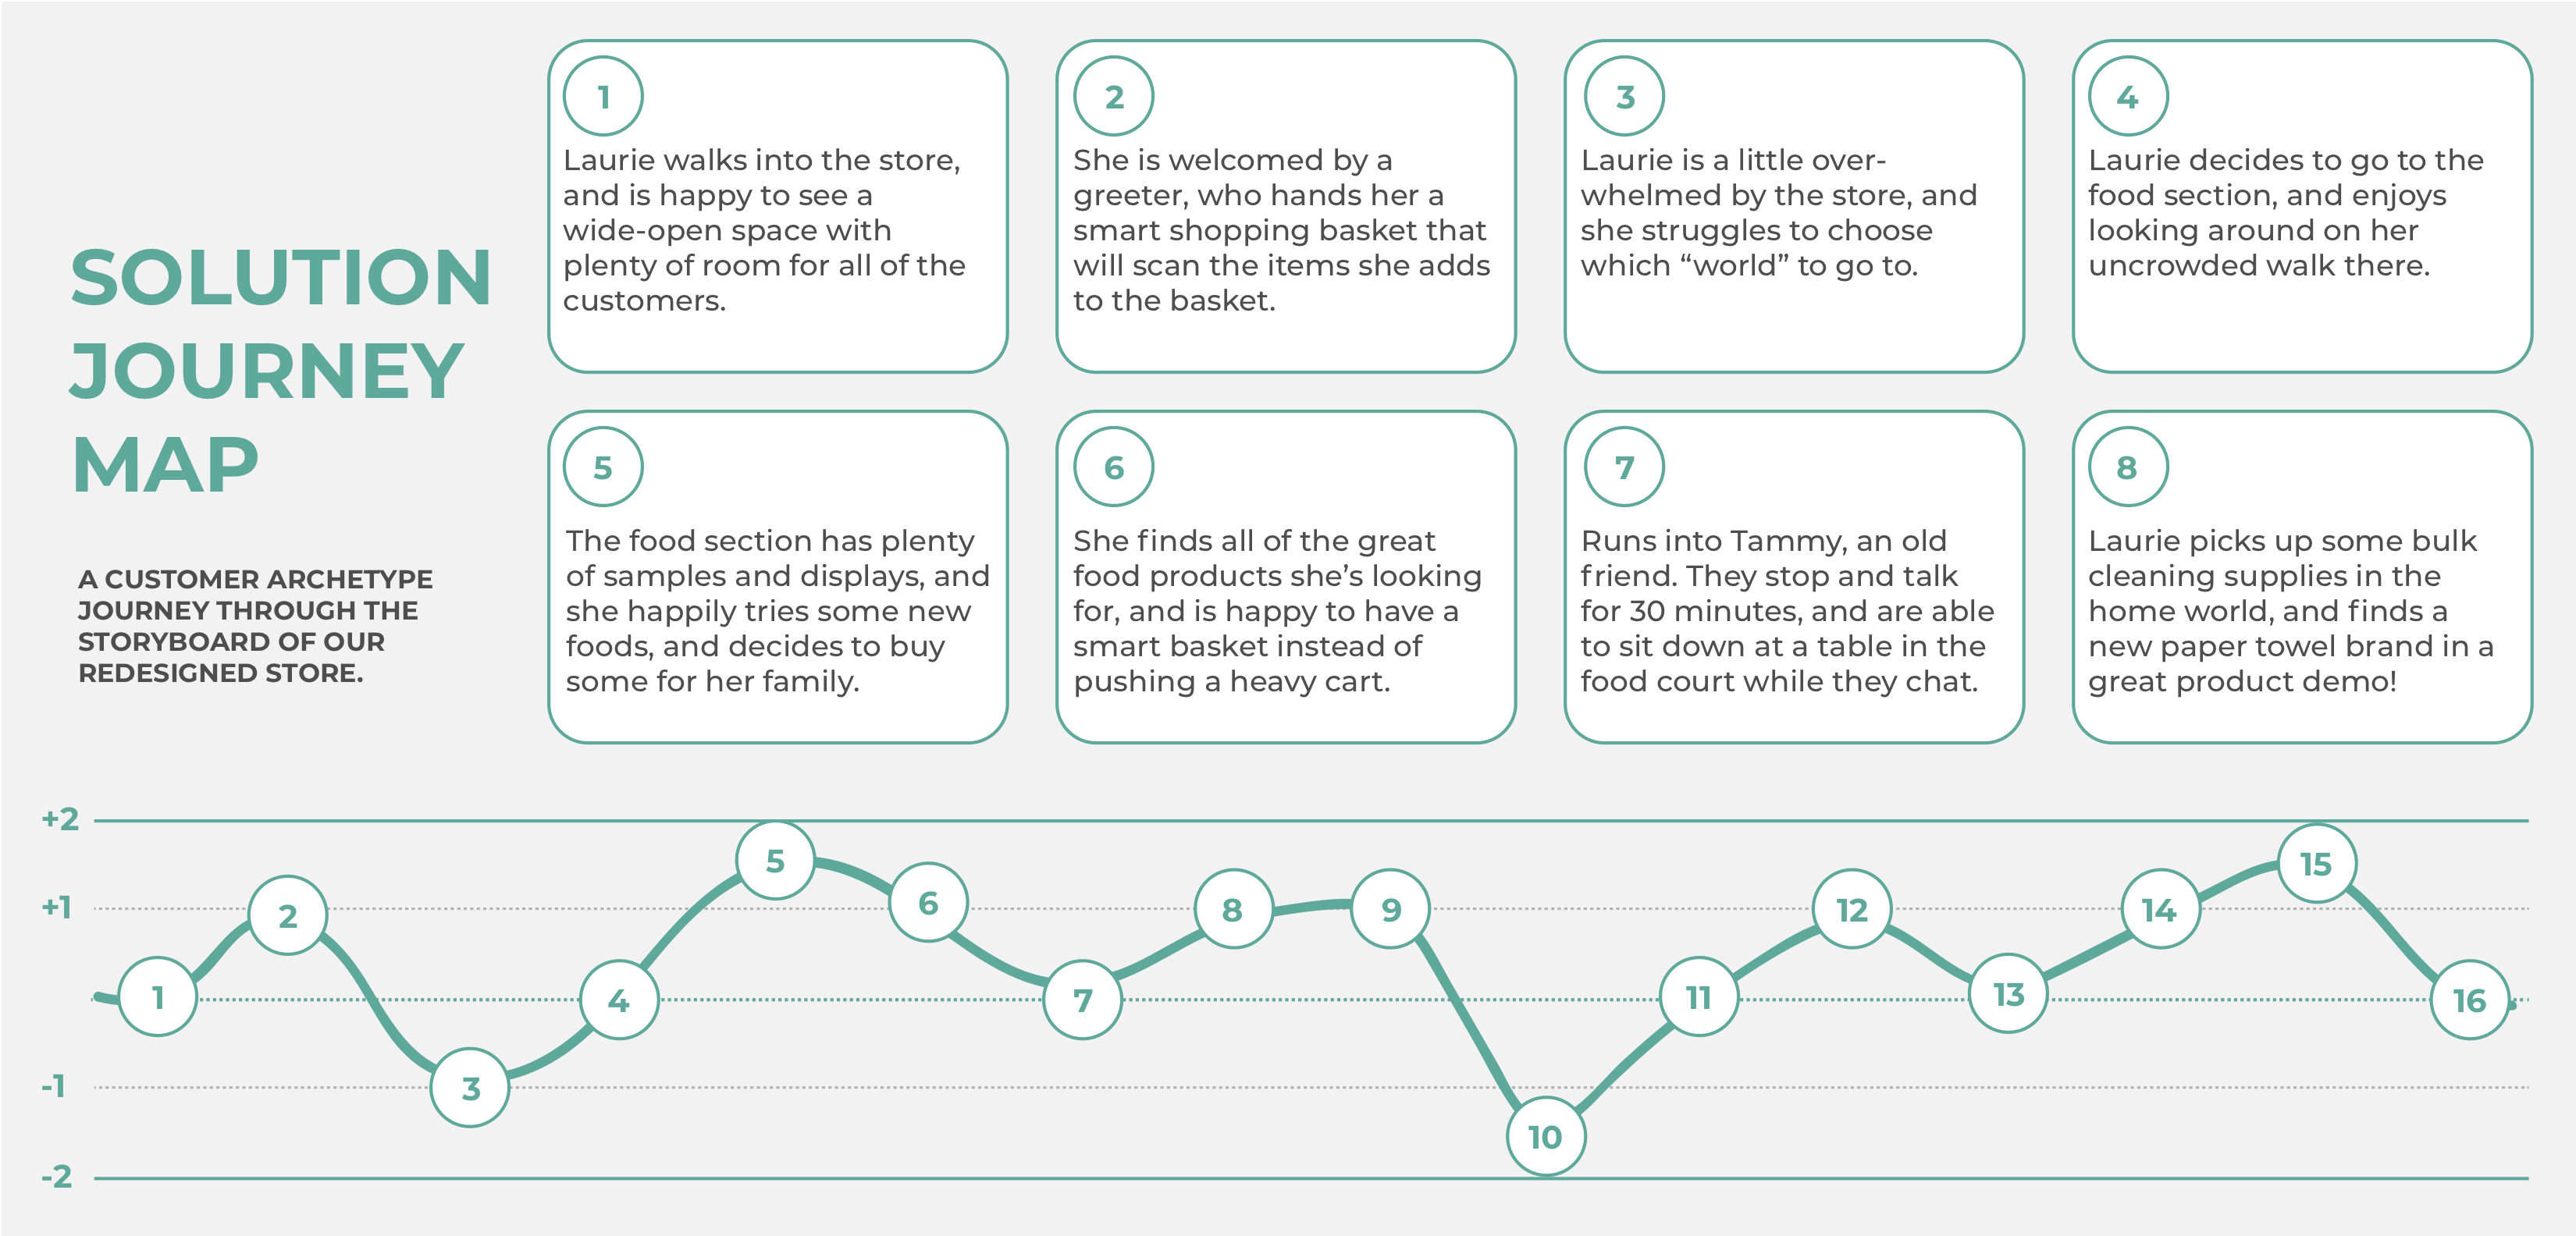 SOLUTION
JOURNEY
MAP
A CUSTOMER ARCHETYPE
JOURNEY THROUGH THE
STORYBOARD OF OUR
REDESIGNED STORE.
1
Laurie walks into the store,
and is happy to see a
wide-open space with
plenty of room for all of the
customers.
2
She is welcomed by a
greeter, who hands her a
smart shopping basket that
will scan the items she adds
to the basket.
3
Laurie is a little over-
whelmed by the store, and
she struggles to choose
which “world” to go to.
4
Laurie decides to go to the
food section, and enjoys
looking around on her
uncrowded walk there.
5
The food section has plenty
of samples and displays, and
she happily tries some new
foods, and decides to buy
some for her family.
6
She finds all of the great
food products she’s looking
for, and is happy to have a
smart basket instead of
pushing a heavy cart.
7
Runs into Tammy, an old
friend. They stop and talk
for 30 minutes, and are able
to sit down at a table in the
food court while they chat.
8
Laurie picks up some bulk
cleaning supplies in the
home world, and finds a
new paper towel brand in a
great product demo!
+2
+1
-1
-2
1
2
3
4
5
6
7
8
9
10
11
12
13
14
15
16